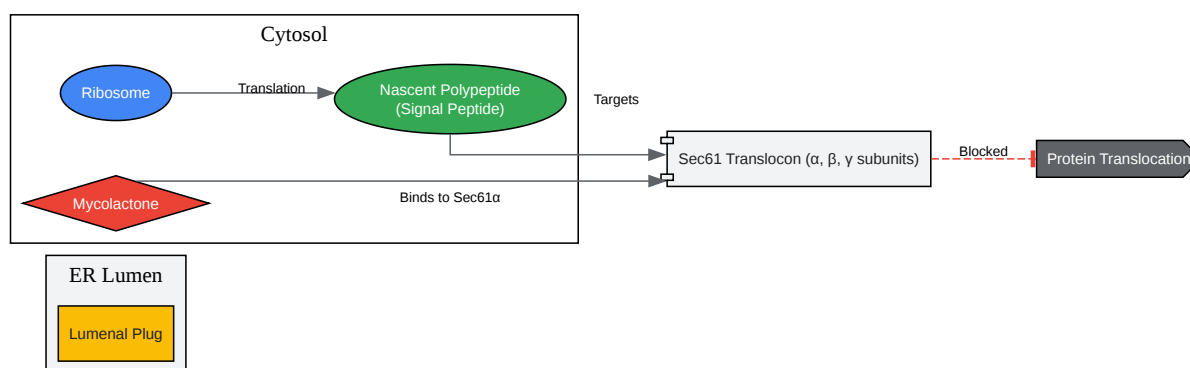 Cytosol
Ribosome
Translation
Nascent Polypeptide
(Signal Peptide)
Targets
Sec61 Translocon (α, β, γ subunits)
Blocked
Protein Translocation
Mycolactone
Binds to Sec61α
ER Lumen
Lumenal Plug